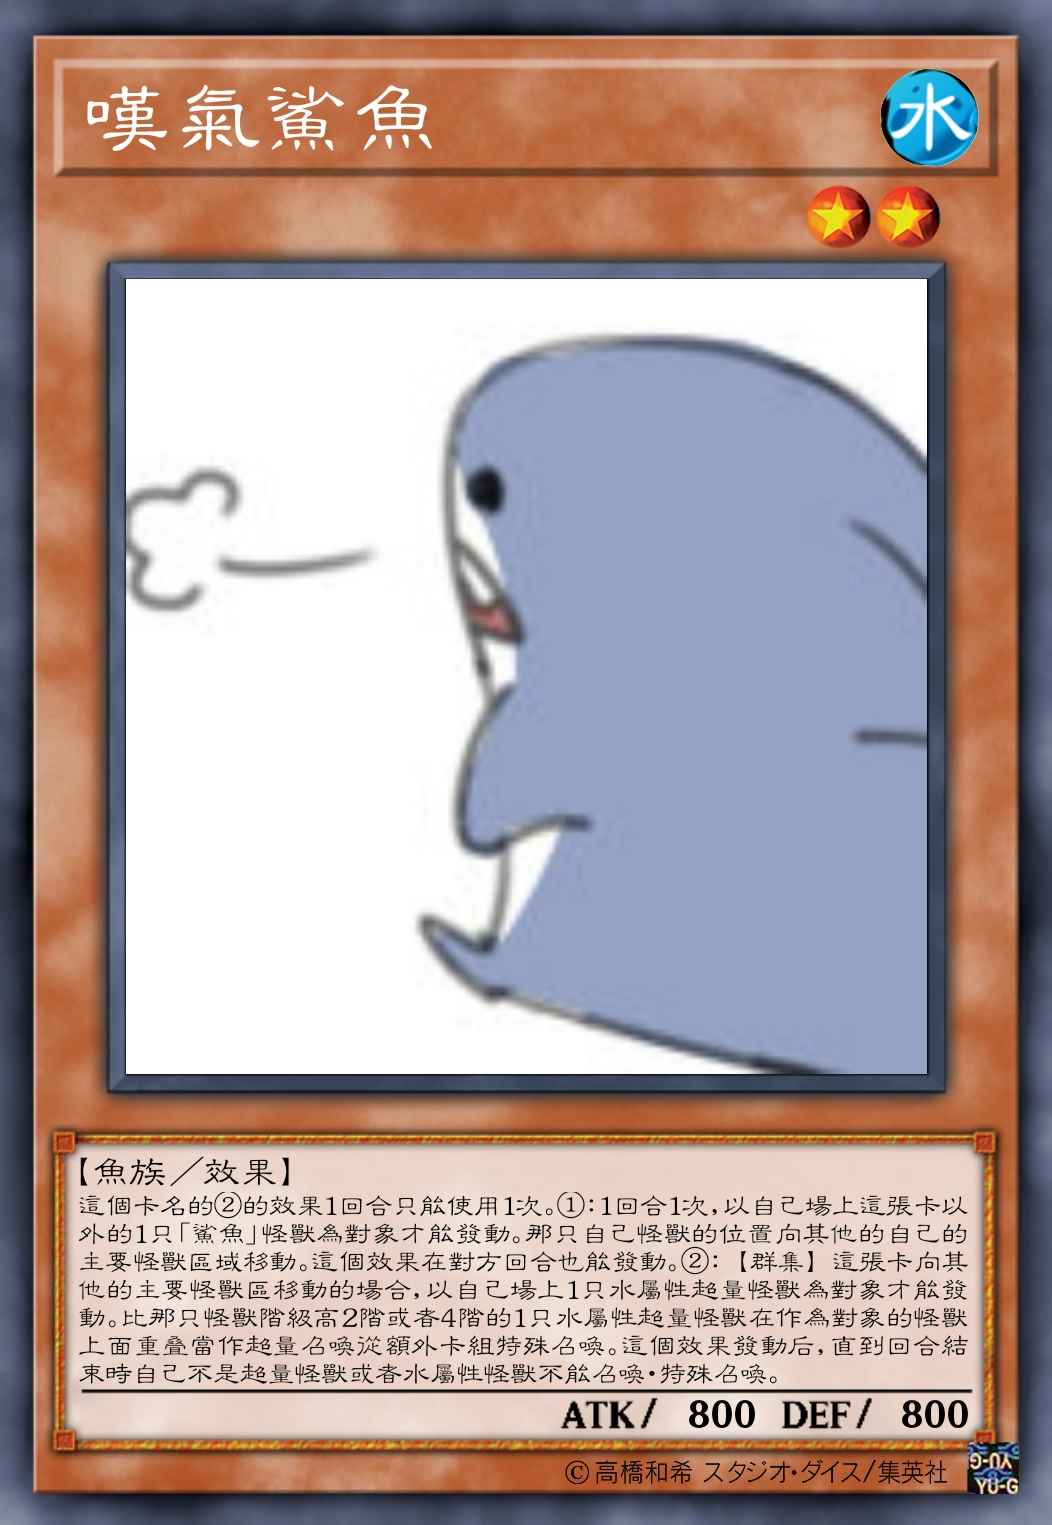 嘆氣鯊魚
水
【魚族／效果】
這個卡名的②的效果1回合只能使用1次。①：1回合1次，以自己場上這張卡以
外的1只「鯊魚」怪獸為對象才能發動。那只自己怪獸的位置向其他的自己的
主要怪獸區域移動。這個效果在對方回合也能發動。②：【群集】這張卡向其
他的主要怪獸區移動的場合，以自己場上1只水屬性超量怪獸為對象才能發
動。比那只怪獸階級高2階或者4階的1只水屬性超量怪獸在作為對象的怪獸
上面重疊當作超量召喚從額外卡組特殊召喚。這個效果發動后，直到回合結
束時自己不是超量怪獸或者水屬性怪獸不能召喚・特殊召喚。
ATK/ 800 DEF/ 800
©高橋和希 スタジオ・ダイス/集英社
YU-G
YU-G